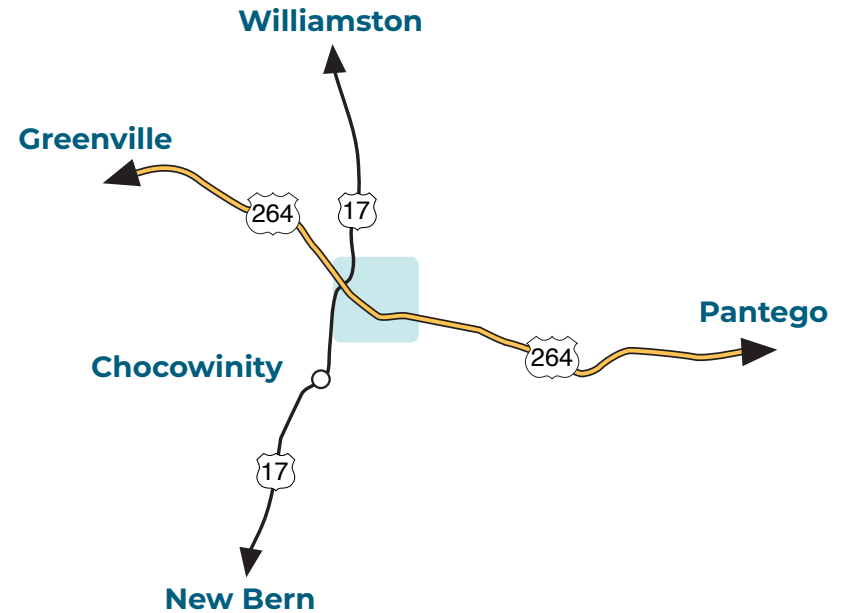 Williamston
Greenville
264
17
Pantego
264
Chocowinity
17
New Bern